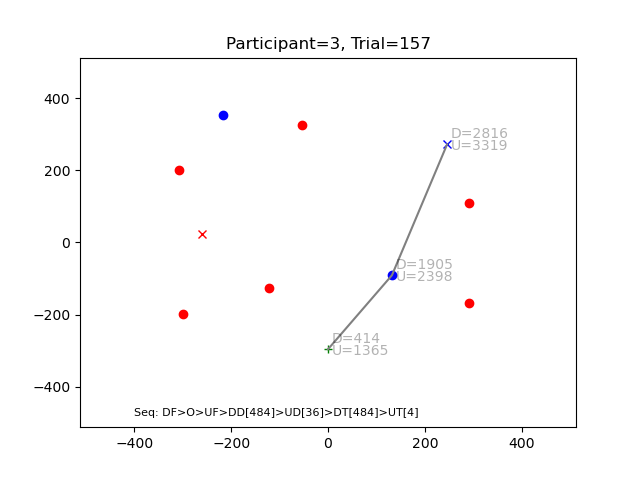 Participant=3, Trial=157
400
200
0
−200
−400
D=2816
U=3319
D=1905
U=2398
D=414
U=1365
Seq: DF>O>UF>DD[484]>UD[36]>DT[484]>UT[4]
−400
−200
0
200
400